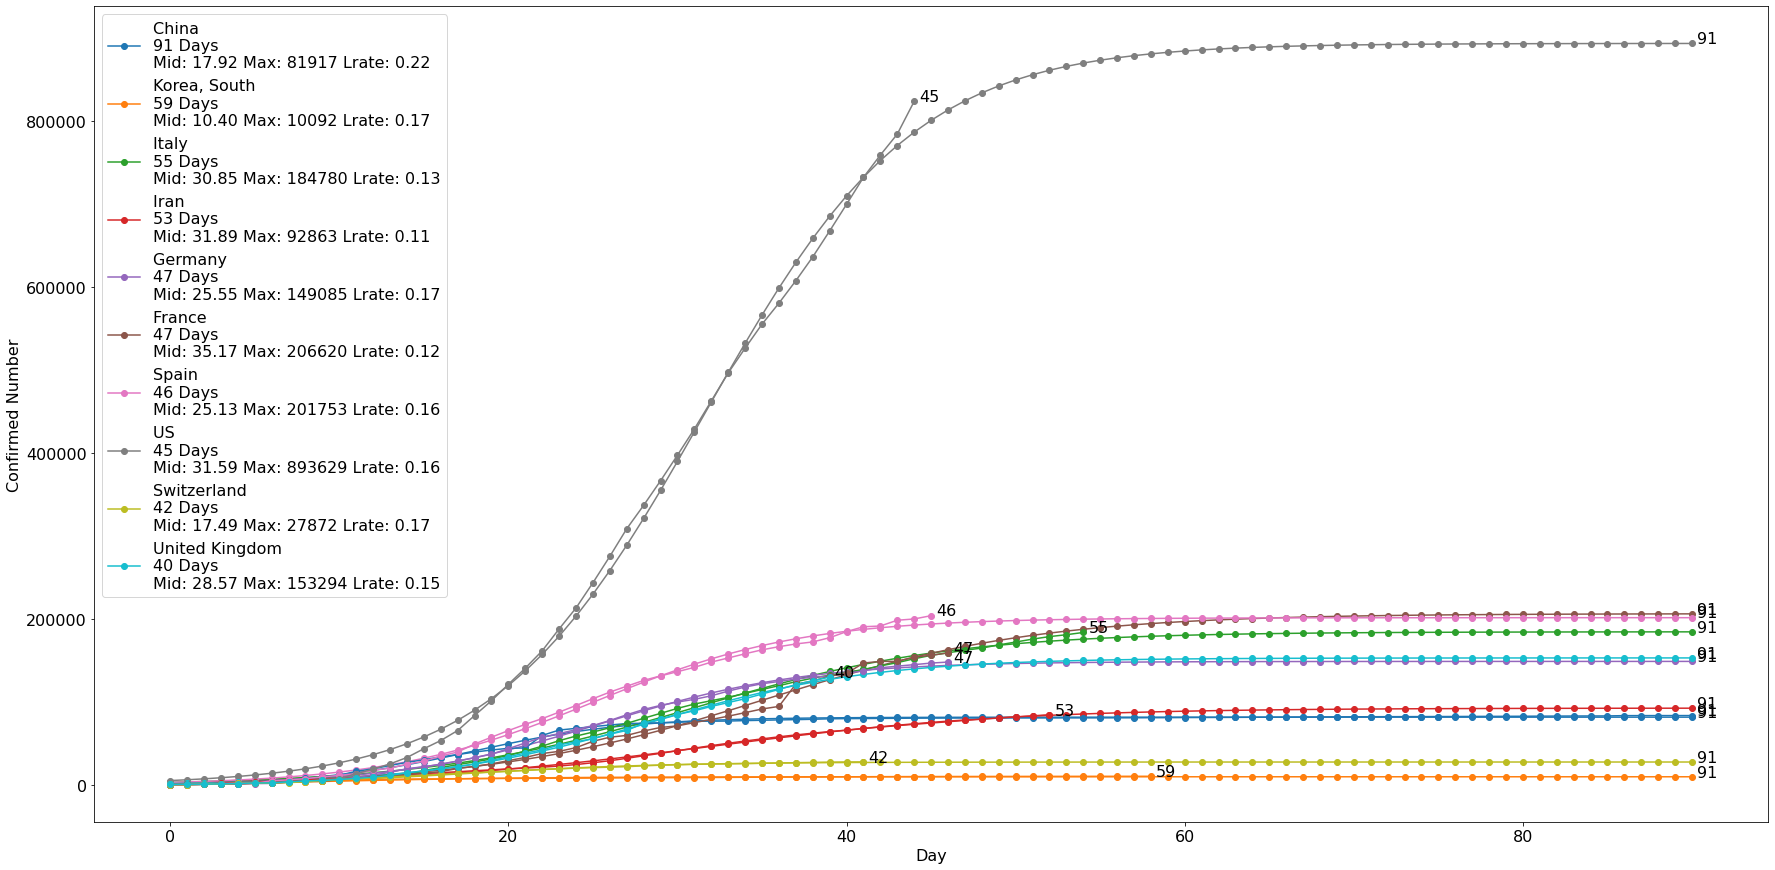 China
91 Days
Mid: 17.92 Max: 81917 Lrate: 0.22
Korea, South
59 Days
Mid: 10.40 Max: 10092 Lrate: 0.17
Italy
55 Days
Mid: 30.85 Max: 184780 Lrate: 0.13
Iran
53 Days
Mid: 31.89 Max: 92863 Lrate: 0.11
Germany
47 Days
Mid: 25.55 Max: 149085 Lrate: 0.17
France
47 Days
Mid: 35.17 Max: 206620 Lrate: 0.12
Spain
46 Days
Mid: 25.13 Max: 201753 Lrate: 0.16
US
45 Days
Mid: 31.59 Max: 893629 Lrate: 0.16
Switzerland
42 Days
Mid: 17.49 Max: 27872 Lrate: 0.17
United Kingdom
40 Days
Mid: 28.57 Max: 153294 Lrate: 0.15
Confirmed Number
800000
600000
400000
200000
0
91
45
46
91
91
55
91
47
47
91
91
40
53
91
91
91
42
91
59
91
0
20
40
60
80
Day